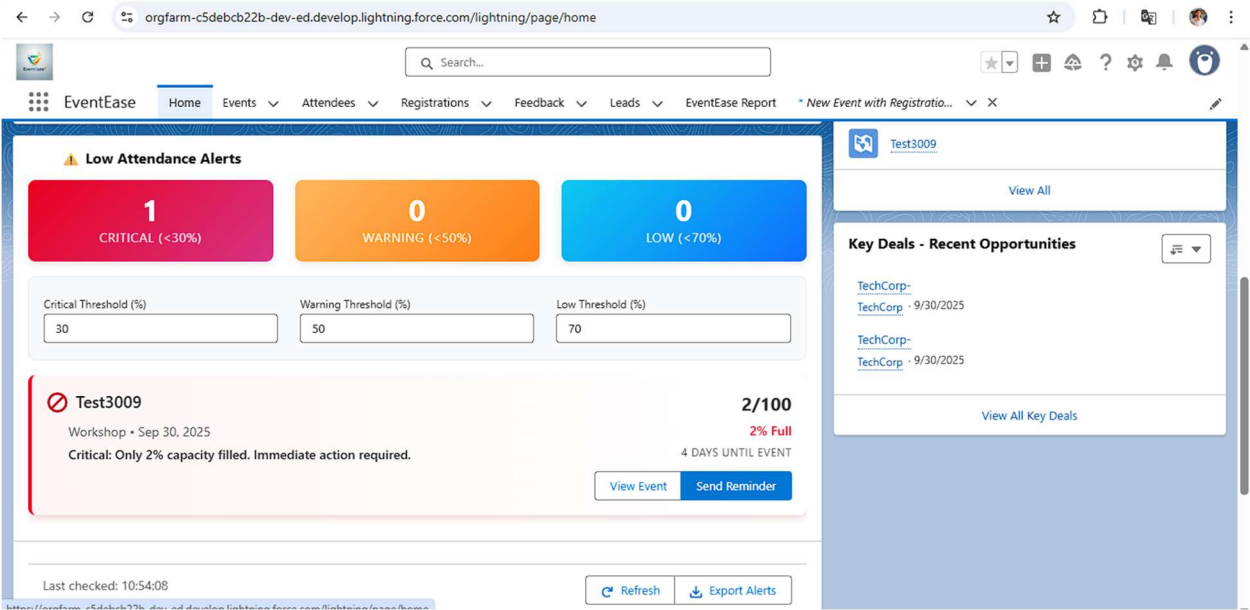 orgfarm-c5debcb22b-dev-ed.develop.lightning.force.com/lightning/page/home
Search...
EventEase
Home
Events
Attendees
Registrations
Feedback
Leads
EventEase Report
* New Event with Registratio...
Low Attendance Alerts
1
CRITICAL (<30%)
0
WARNING (<50%)
0
LOW (<70%)
Critical Threshold (%)
30
Warning Threshold (%)
50
Low Threshold (%)
70
Test3009
2/100
Workshop • Sep 30, 2025
2% Full
Critical: Only 2% capacity filled. Immediate action required.
4 DAYS UNTIL EVENT
View Event
Send Reminder
Last checked: 10:54:08
Refresh
Export Alerts
Test3009
View All
Key Deals - Recent Opportunities
TechCorp-
TechCorp · 9/30/2025
TechCorp-
TechCorp · 9/30/2025
View All Key Deals